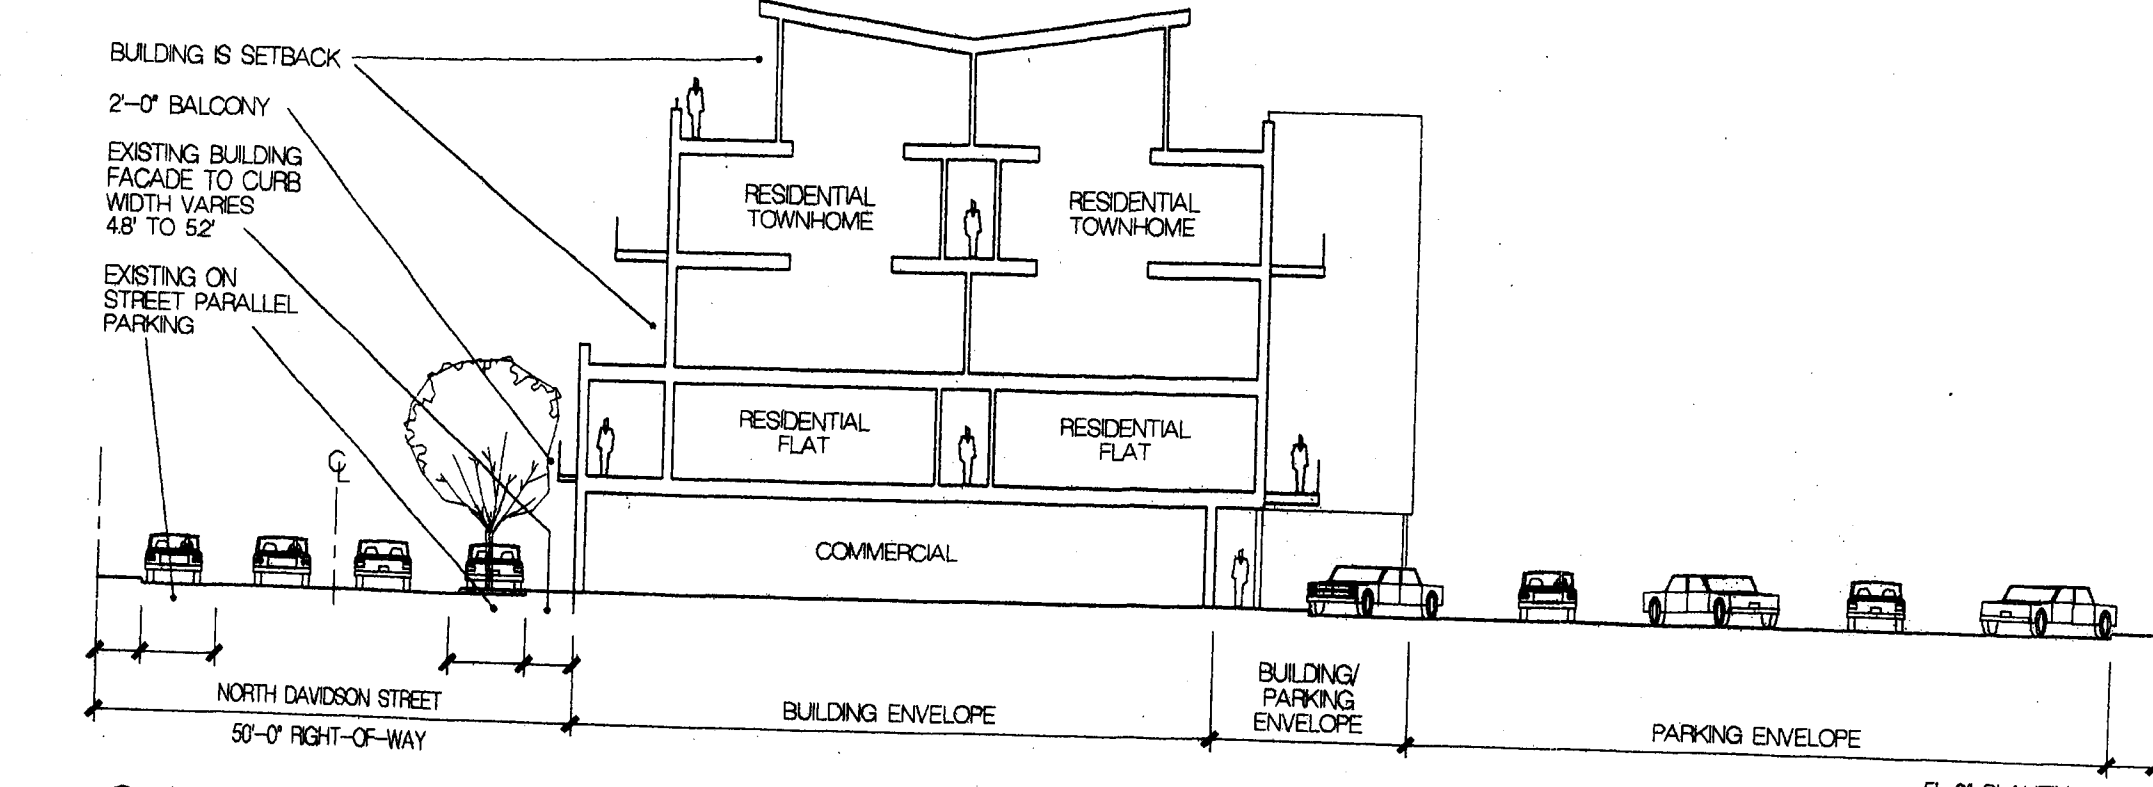 BUILDING IS SETBACK
2'-0" BALCONY
EXISTING BUILDING
FACADE TO CURB
WIDTH VARIES
4.8' TO 5.2'
EXISTING ON
STREET PARALLEL
PARKING
CL
RESIDENTIAL
TOWNHOME
RESIDENTIAL
TOWNHOME
RESIDENTIAL
FLAT
RESIDENTIAL
FLAT
COMMERCIAL
NORTH DAVIDSON STREET
50'-0" RIGHT-OF-WAY
BUILDING ENVELOPE
BUILDING/
PARKING
ENVELOPE
PARKING ENVELOPE